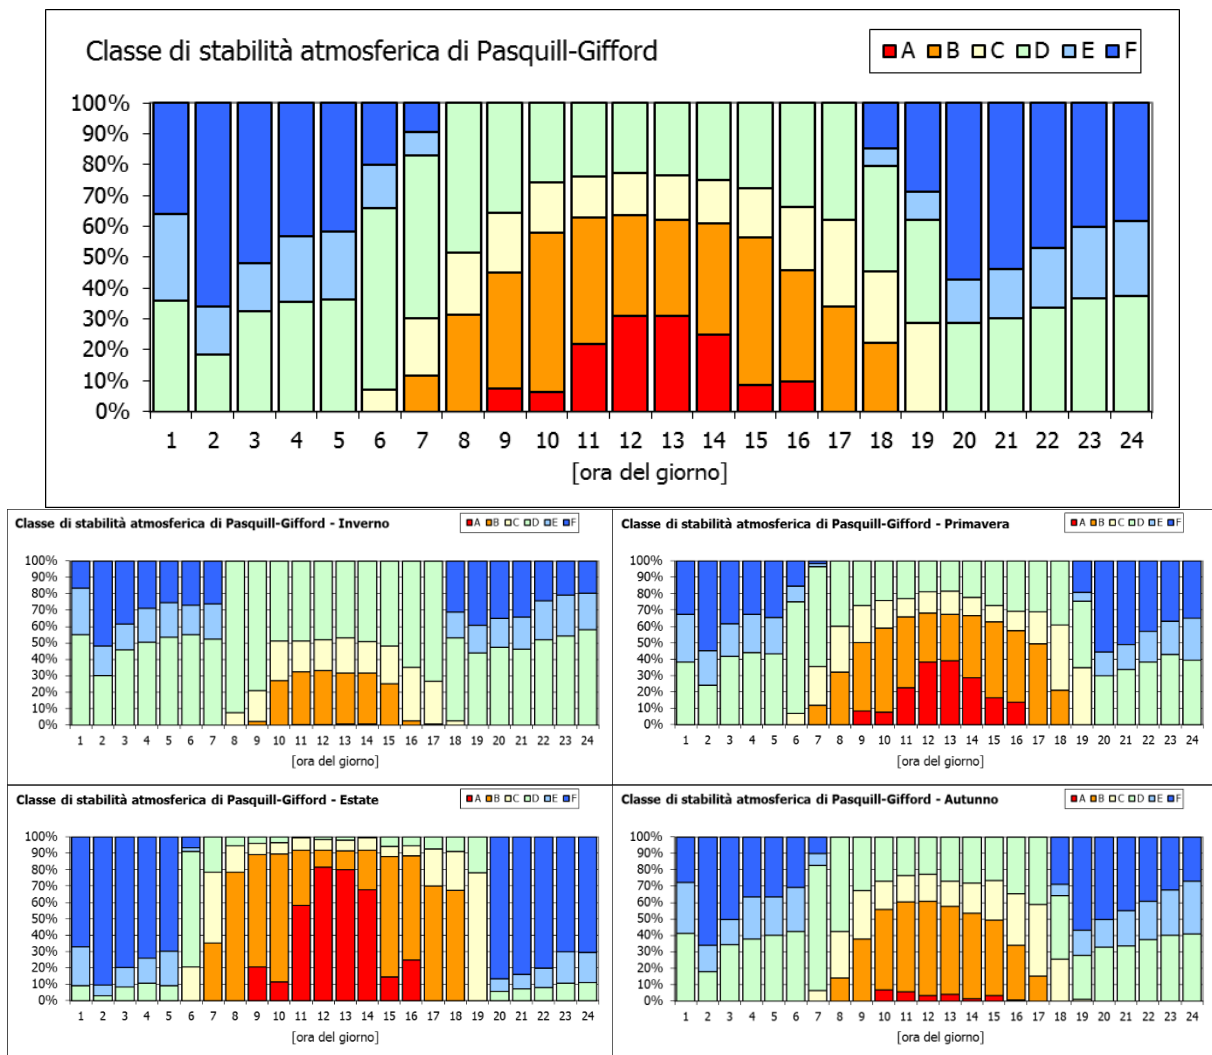 Classe di stabilità atmosferica di Pasquill-Gifford
A B C D E F
100%
90%
80%
70%
60%
50%
40%
30%
20%
10%
0%
1 2 3 4 5 6 7 8 9 10 11 12 13 14 15 16 17 18 19 20 21 22 23 24
[ora del giorno]
Classe di stabilità atmosferica di Pasquill-Gifford - Inverno
A B C D E F
100%
90%
80%
70%
60%
50%
40%
30%
20%
10%
0%
1 2 3 4 5 6 7 8 9 10 11 12 13 14 15 16 17 18 19 20 21 22 23 24
[ora del giorno]
Classe di stabilità atmosferica di Pasquill-Gifford - Primavera
A B C D E F
100%
90%
80%
70%
60%
50%
40%
30%
20%
10%
0%
1 2 3 4 5 6 7 8 9 10 11 12 13 14 15 16 17 18 19 20 21 22 23 24
[ora del giorno]
Classe di stabilità atmosferica di Pasquill-Gifford - Estate
A B C D E F
100%
90%
80%
70%
60%
50%
40%
30%
20%
10%
0%
1 2 3 4 5 6 7 8 9 10 11 12 13 14 15 16 17 18 19 20 21 22 23 24
[ora del giorno]
Classe di stabilità atmosferica di Pasquill-Gifford - Autunno
A B C D E F
100%
90%
80%
70%
60%
50%
40%
30%
20%
10%
0%
1 2 3 4 5 6 7 8 9 10 11 12 13 14 15 16 17 18 19 20 21 22 23 24
[ora del giorno]